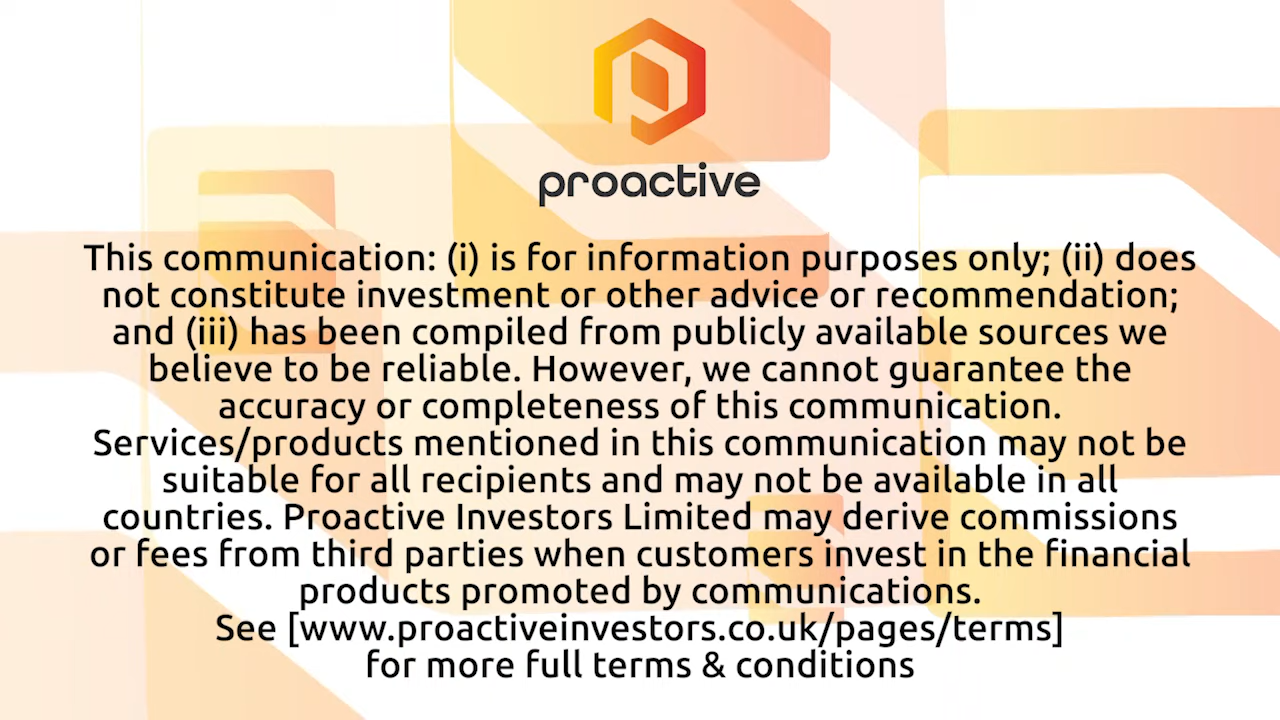 proactive
This communication: (i) is for information purposes only; (ii) does
not constitute investment or other advice or recommendation;
and (iii) has been compiled from publicly available sources we
believe to be reliable. However, we cannot guarantee the
accuracy or completeness of this communication.
Services/products mentioned in this communication may not be
suitable for all recipients and may not be available in all
countries. Proactive Investors Limited may derive commissions
or fees from third parties when customers invest in the financial
products promoted by communications.
See [www.proactiveinvestors.co.uk/pages/terms]
for more full terms & conditions